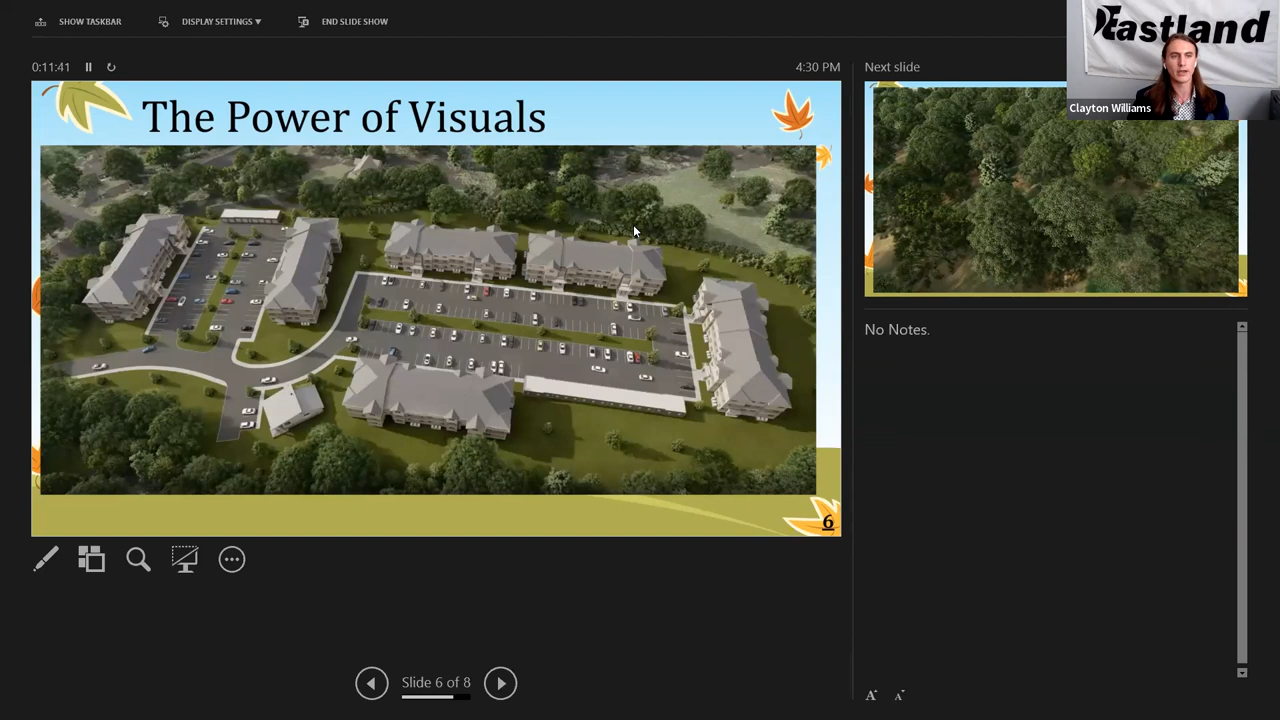 SHOW TASKBAR
DISPLAY SETTINGS ▾
END SLIDE SHOW
0:11:41
4:30 PM
Next slide
Eastland
Clayton Williams
The Power of Visuals
6
No Notes.
Slide 6 of 8
A
A